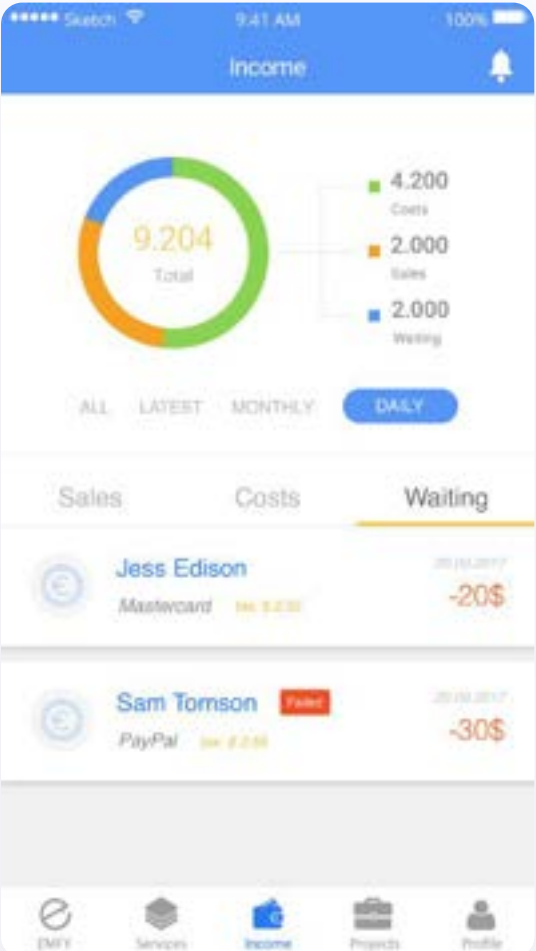 Sketch 9:41 AM 100%
Income
9.204
Total
4.200
Costs
2.000
Sales
2.000
Waiting
ALL LATEST MONTHLY DAILY
Sales Costs Waiting
Jess Edison
Mastercard
-20$
Sam Tomson Failed
PayPal
-30$
Services Income Projects Profile